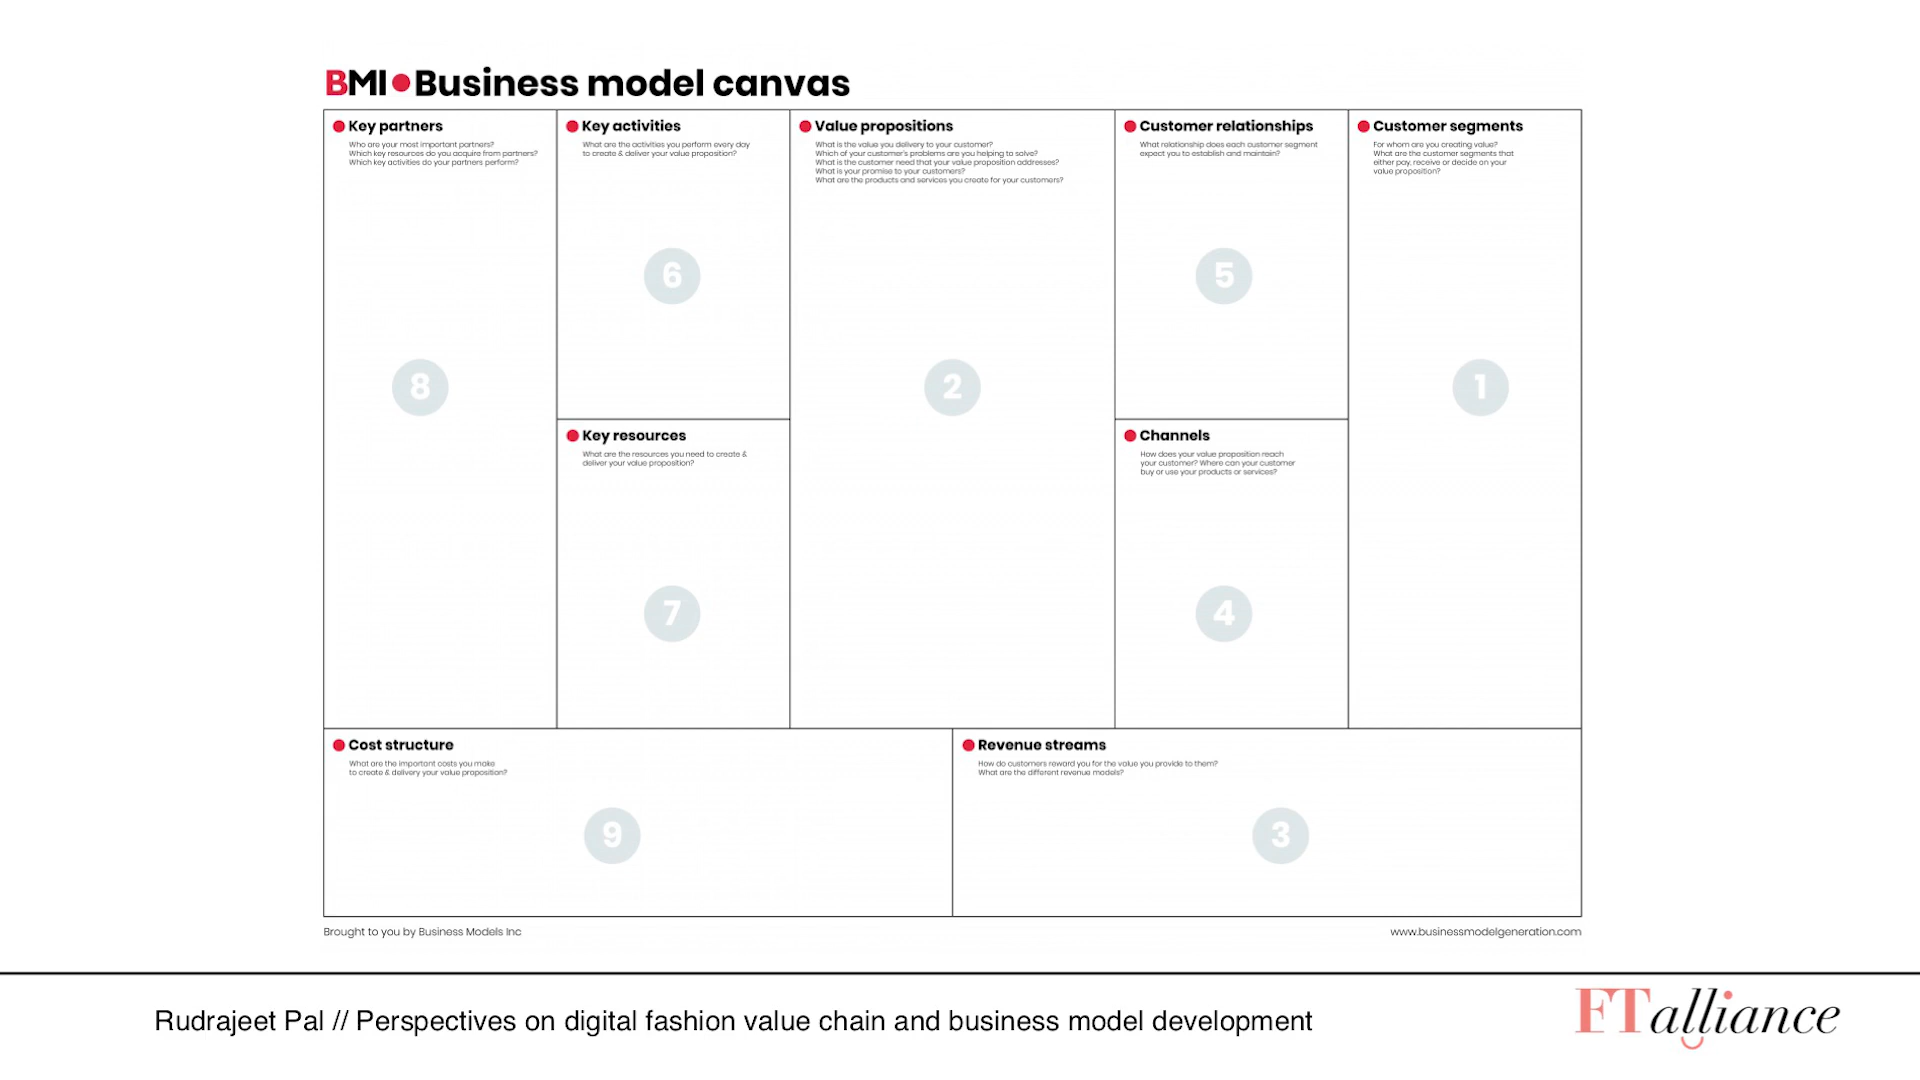 BMI Business model canvas
Key partners
Who are your most important partners?
Which key resources do you acquire from partners?
Which key activities do your partners perform?
8
Key activities
What are the activities you perform every day
to create & deliver your value proposition?
6
Key resources
What are the resources you need to create &
deliver your value proposition?
7
Value propositions
What is the value you deliver to your customer?
Which of your customer's problems are you helping to solve?
What is the customer need that your value proposition addresses?
What is your promise to your customers?
What are the products and services you create for your customers?
2
Customer relationships
What relationship does each customer segment
expect you to establish and maintain?
5
Channels
How does your value proposition reach
your customer? Where can your customer
buy or use your products or services?
4
Customer segments
For whom are you creating value?
What are the customer segments that
either pay, receive or decide on your
value proposition?
1
Cost structure
What are the important costs you make
to create & delivery your value proposition?
9
Revenue streams
How do customers reward you for the value you provide to them?
What are the different revenue models?
3
Brought to you by Business Models Inc
www.businessmodelgeneration.com
Rudrajeet Pal // Perspectives on digital fashion value chain and business model development
FTalliance